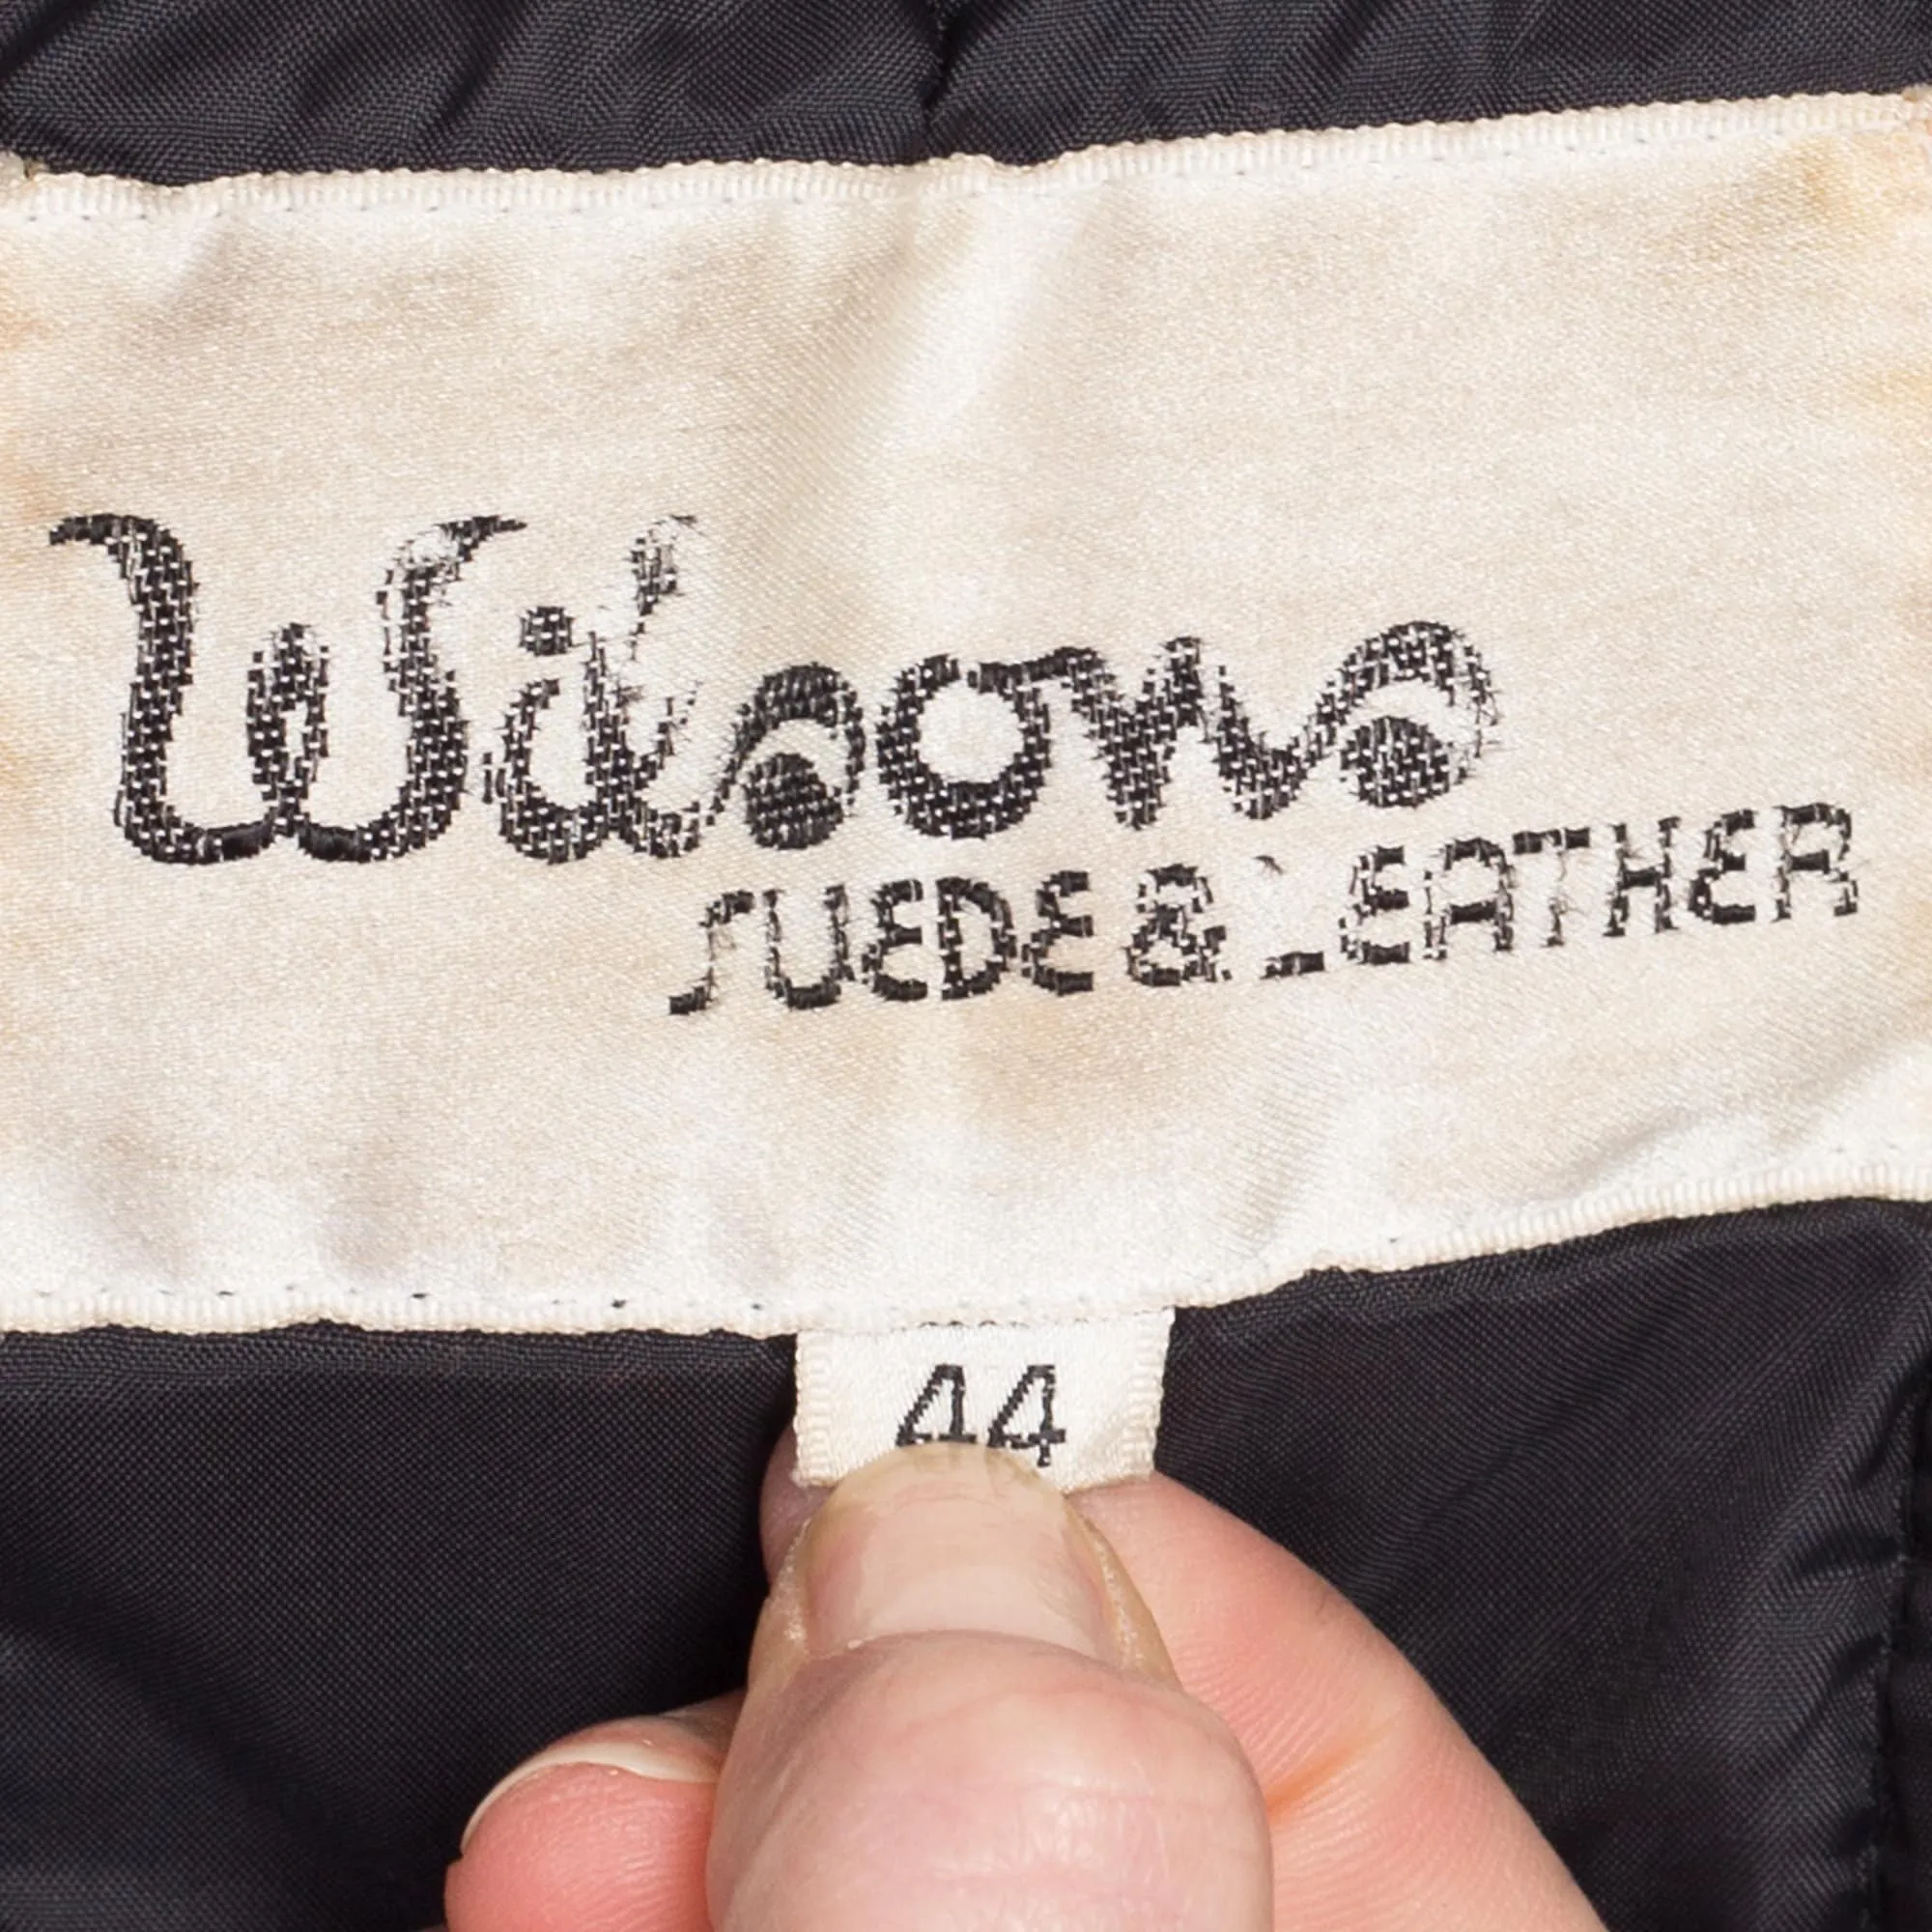 Wilsons
SUEDE & LEATHER
44